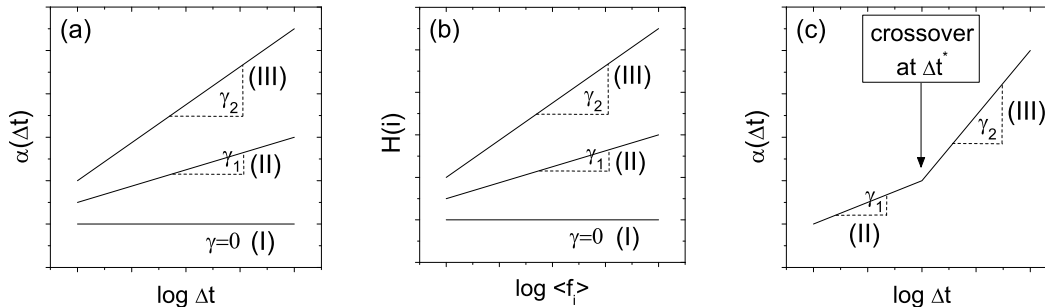 (a)
(III)
γ₂
(II)
γ₁
γ=0 (I)
α(Δt)
log Δt
(b)
(III)
γ₂
(II)
γ₁
γ=0 (I)
H(i)
log <fᵢ>
(c)
crossover
at Δt*
(III)
γ₂
γ₁
(II)
α(Δt)
log Δt